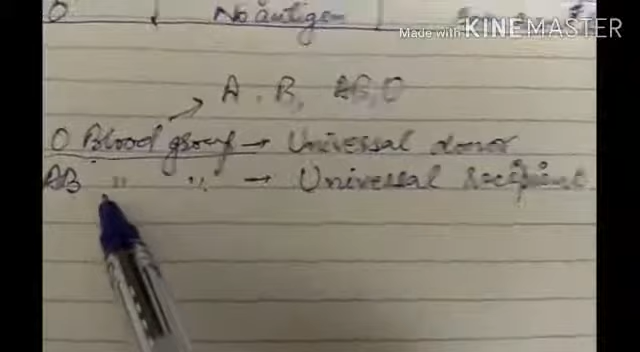 O No antigen
Made with KINEMASTER
A, B, AB, O
O Blood group → Universal donor
AB " " → Universal recipient